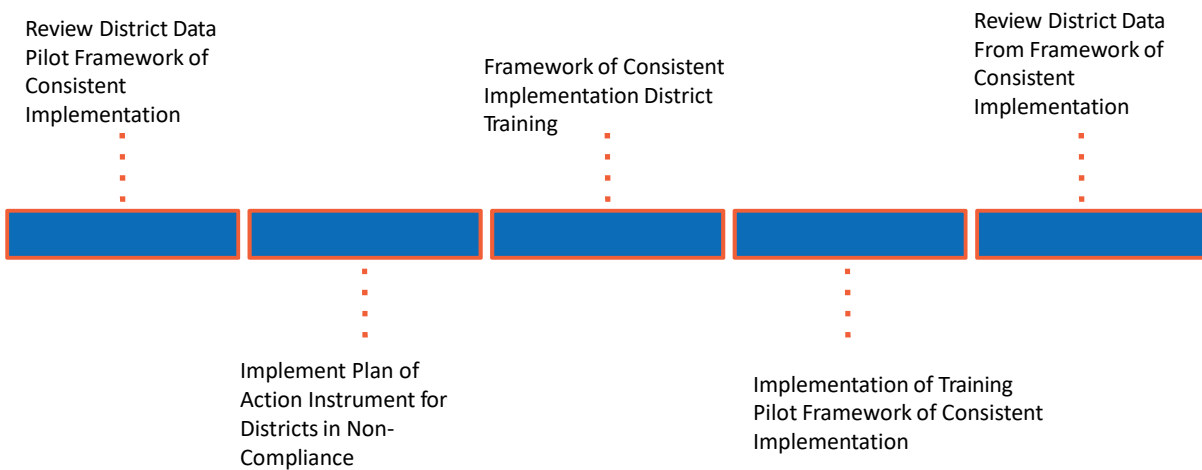 Review District Data
Pilot Framework of
Consistent
Implementation
Implement Plan of
Action Instrument for
Districts in Non-
Compliance
Framework of Consistent
Implementation District
Training
Implementation of Training
Pilot Framework of Consistent
Implementation
Review District Data
From Framework of
Consistent
Implementation